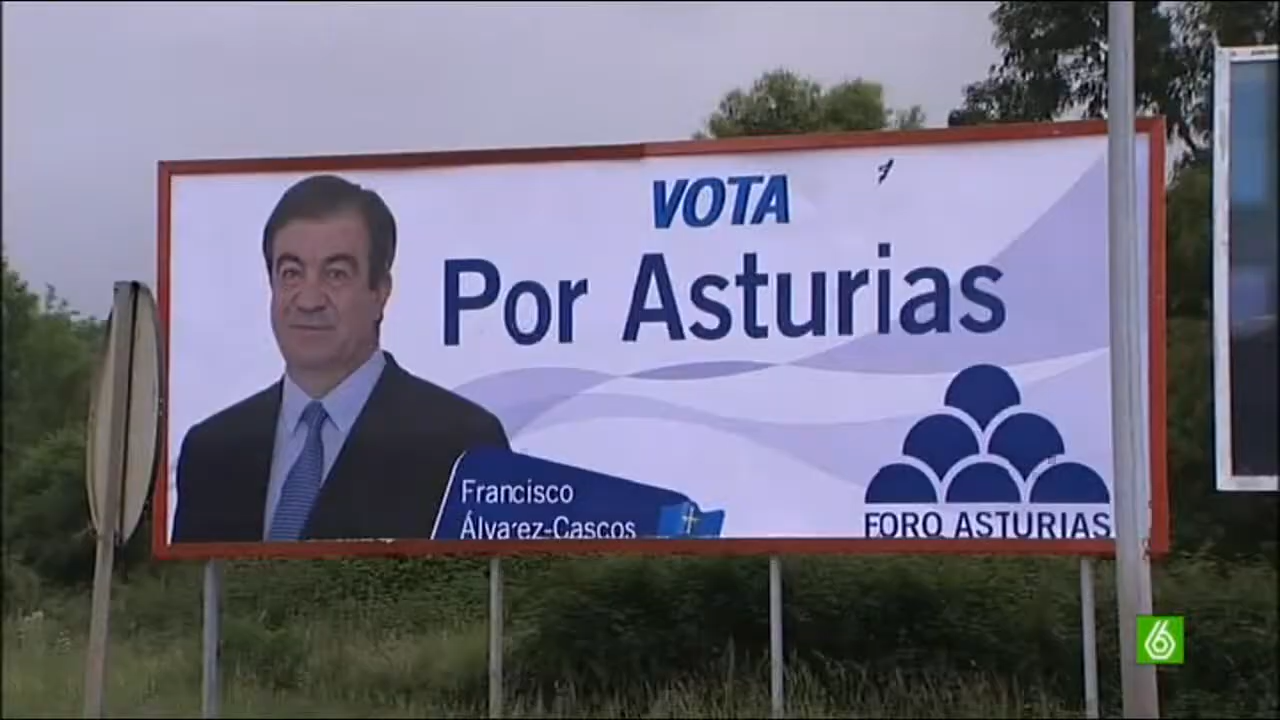 VOTA
Por Asturias
Francisco
Álvarez-Cascos
FORO ASTURIAS
6